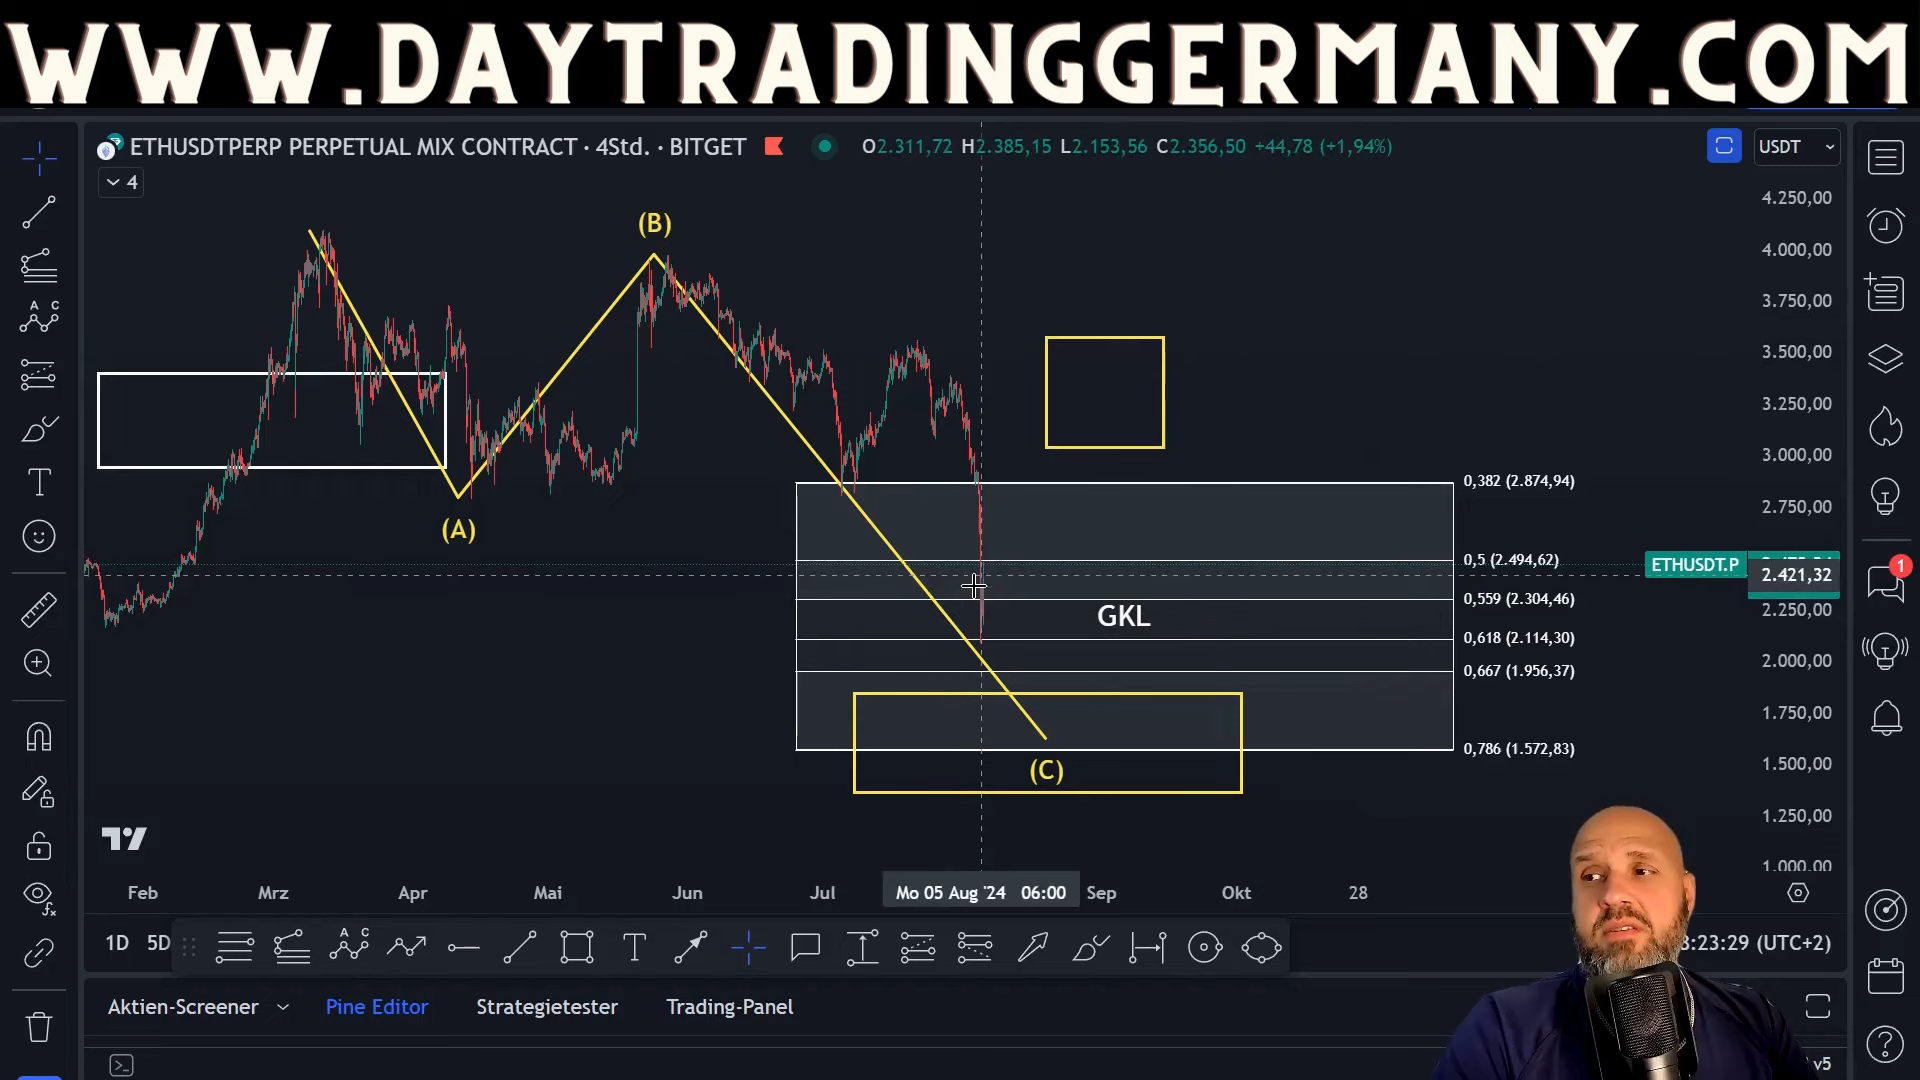 WWW.DAYTRADINGGERMANY.COM
ETHUSDTPERP PERPETUAL MIX CONTRACT · 4Std. · BITGET
O2.311,72 H2.385,15 L2.153,56 C2.356,50 +44,78 (+1,94%)
USDT
4
4.250,00
4.000,00
3.750,00
3.500,00
3.250,00
3.000,00
2.750,00
2.421,32
2.250,00
2.000,00
1.750,00
1.500,00
1.250,00
1.000,00
(B)
(A)
0,382 (2.874,94)
0,5 (2.494,62)
ETHUSDT.P
0,559 (2.304,46)
GKL
0,618 (2.114,30)
0,667 (1.956,37)
0,786 (1.572,83)
(C)
1
Feb
Mrz
Apr
Mai
Jun
Jul
Mo 05 Aug '24 06:00
Sep
Okt
28
1D 5D
3:23:29 (UTC+2)
Aktien-Screener
Pine Editor
Strategietester
Trading-Panel
v5